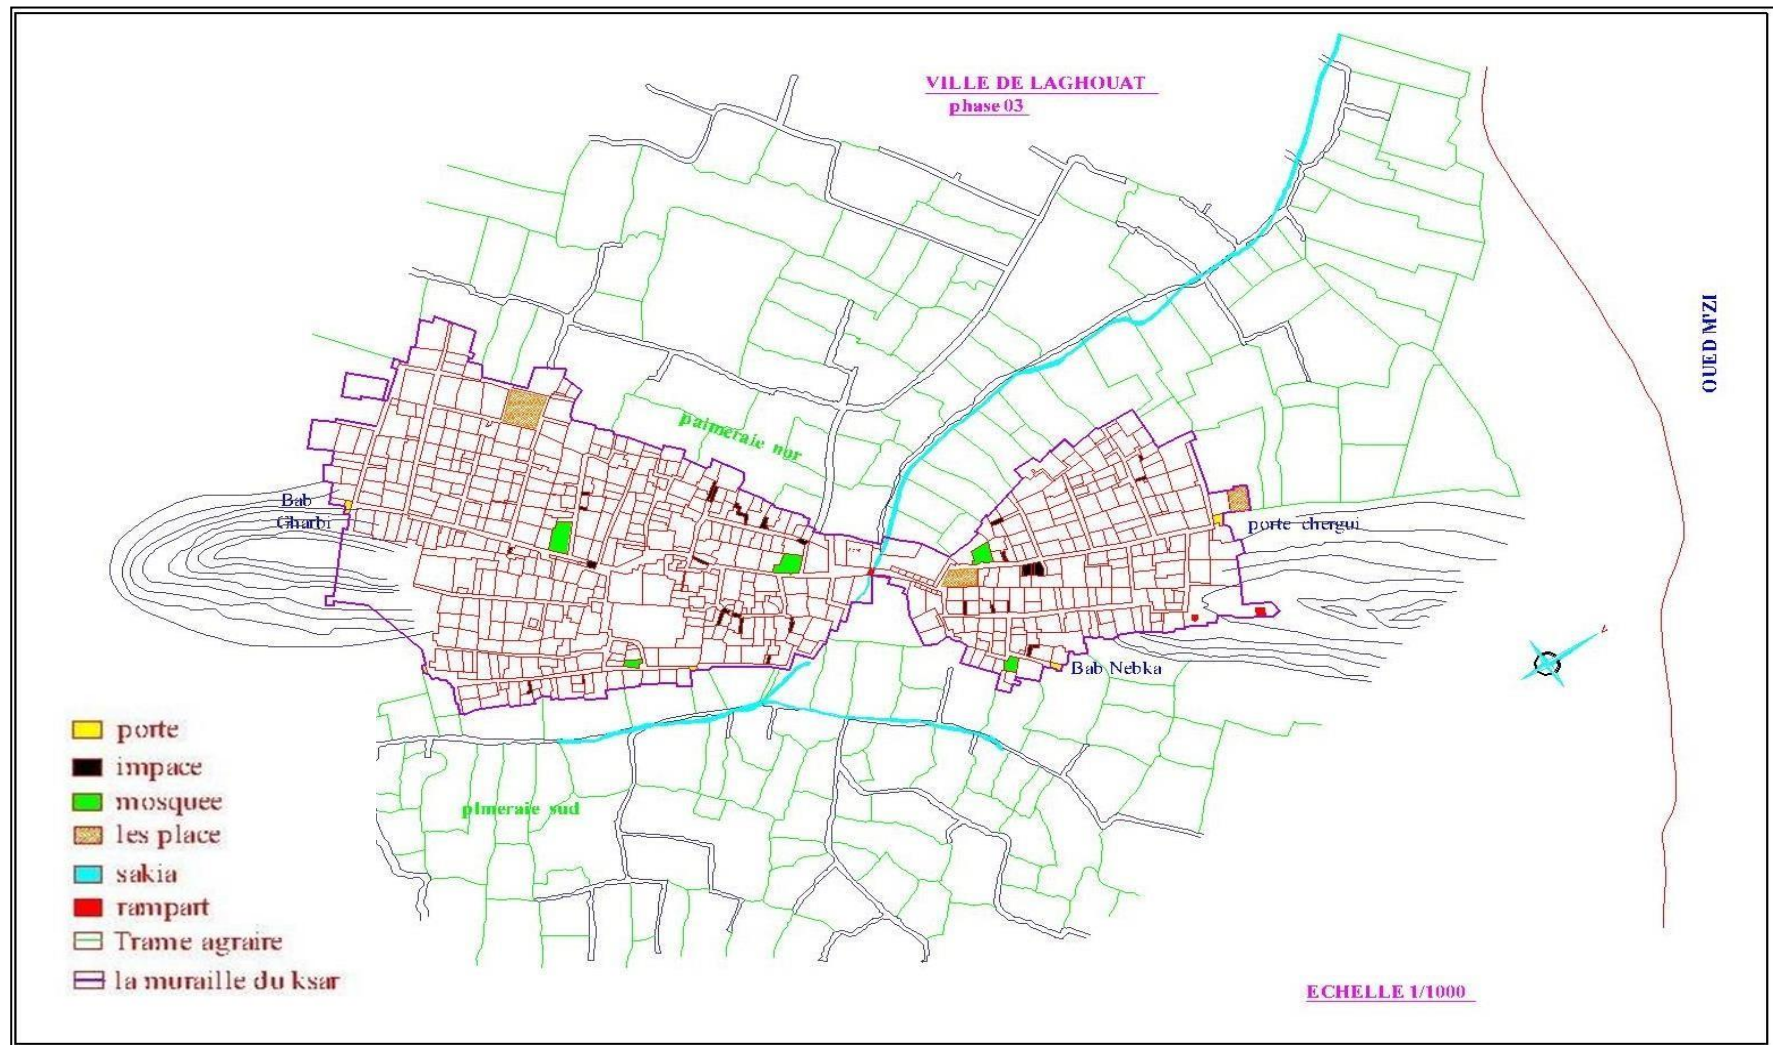 VILLE DE LAGHOUAT
phase 03
OUED M'ZI
palmeraie nor
Bab
Gharbi
porte chergui
Bab Nebka
plmeraie sud
porte
impace
mosquee
les place
sakia
rampart
Trame agraire
la muraille du ksar
ECHELLE 1/1000